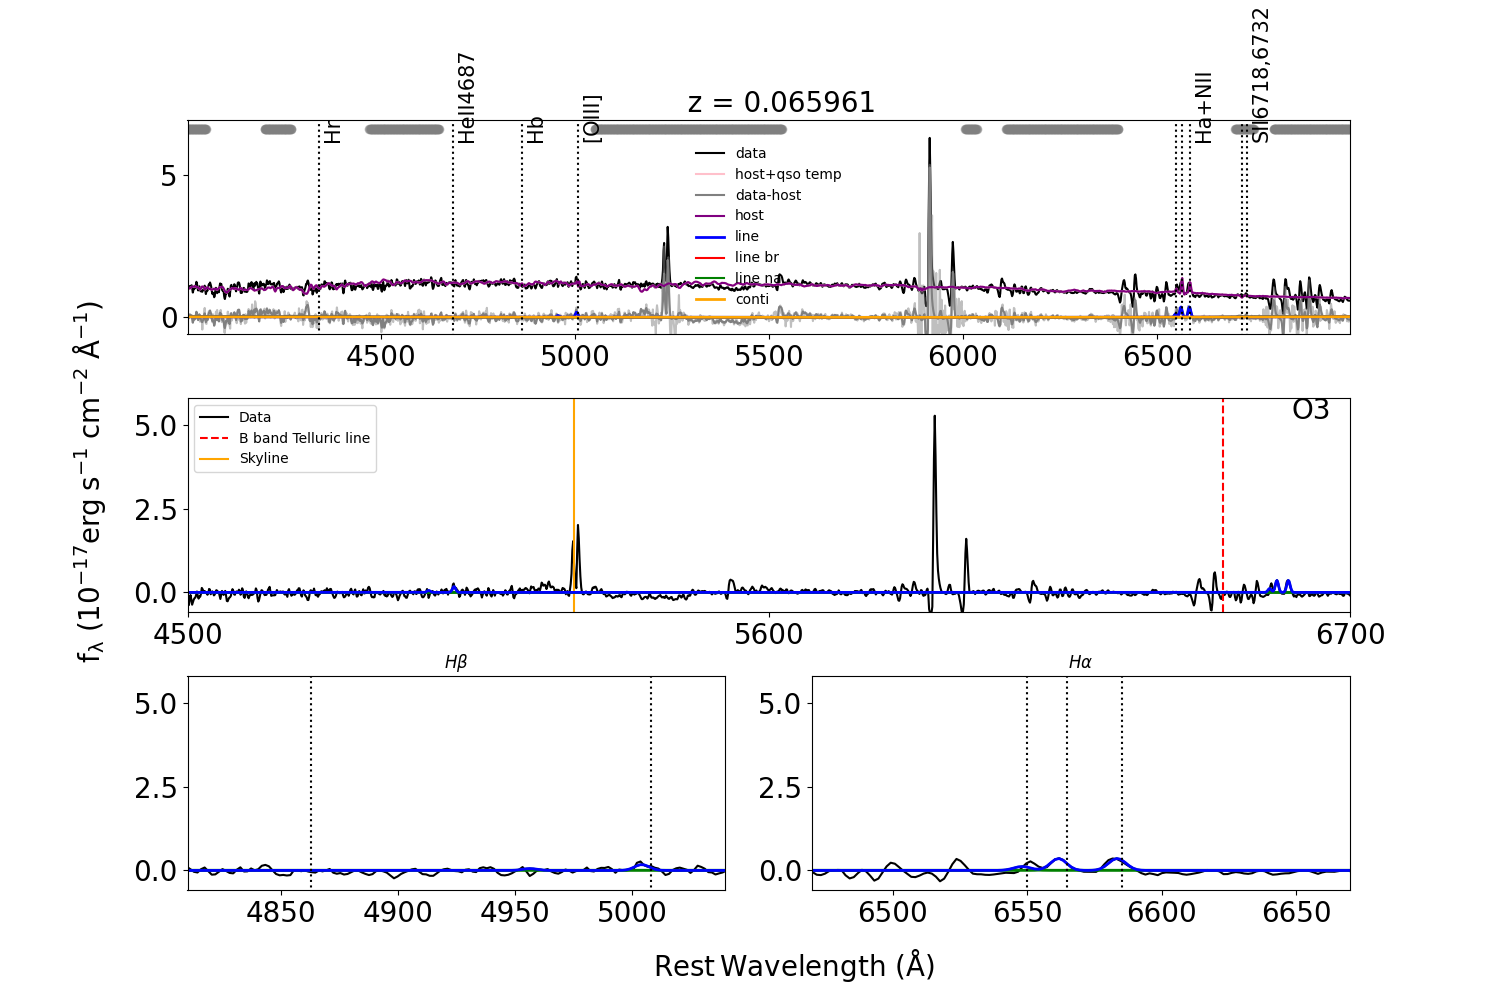 z = 0.065961
Hr
HeII4687
Hb
[OIII]
Ha+NII
SII6718,6732
data
host+qso temp
data-host
host
line
line br
line na
conti
5
0
4500
5000
5500
6000
6500
f_λ (10^−17 erg s^−1 cm^−2 Å^−1)
O3
Data
B band Telluric line
Skyline
5.0
2.5
0.0
4500
5600
6700
Hβ
5.0
2.5
0.0
4850
4900
4950
5000
Hα
5.0
2.5
0.0
6500
6550
6600
6650
Rest Wavelength (Å)